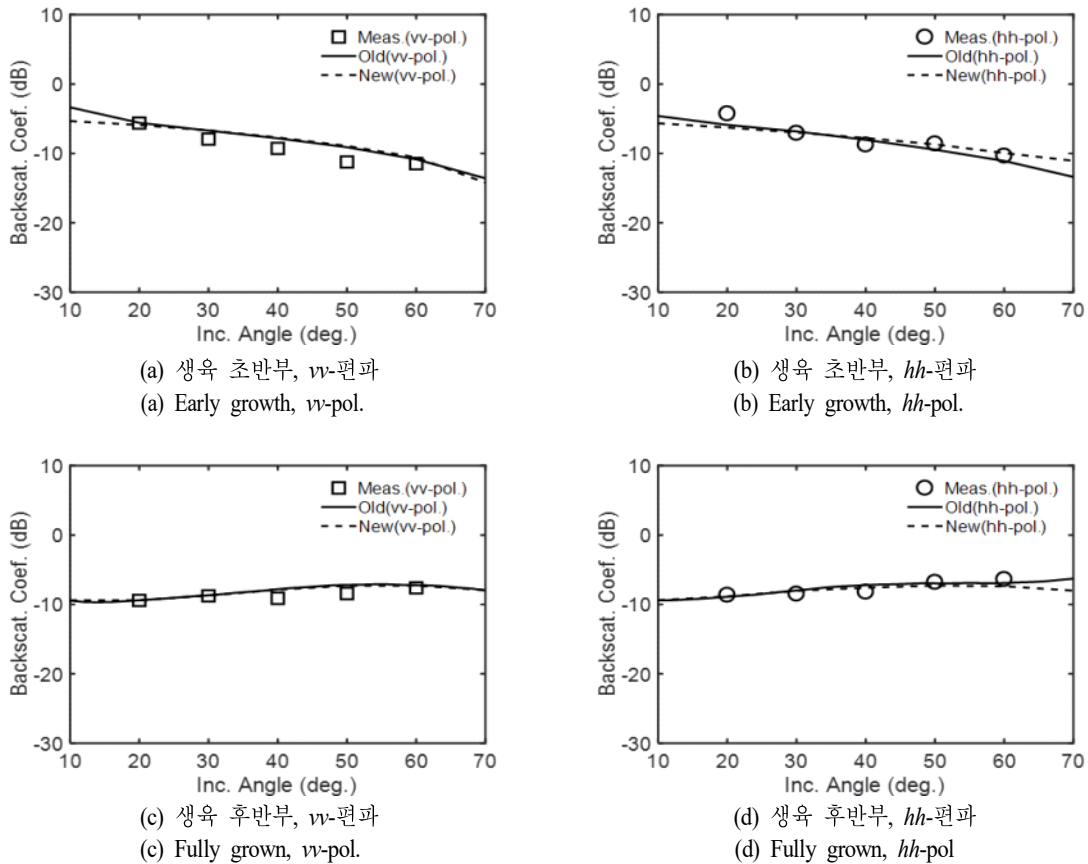 10
0
-10
-20
-30
Backscat. Coef. (dB)
Meas.(vv-pol.)
Old(vv-pol.)
New(vv-pol.)
10 20 30 40 50 60 70
Inc. Angle (deg.)
(a) 생육 초반부, vv-편파
(a) Early growth, vv-pol.
10
0
-10
-20
-30
Backscat. Coef. (dB)
Meas.(hh-pol.)
Old(hh-pol.)
New(hh-pol.)
10 20 30 40 50 60 70
Inc. Angle (deg.)
(b) 생육 초반부, hh-편파
(b) Early growth, hh-pol.
10
0
-10
-20
-30
Backscat. Coef. (dB)
Meas.(vv-pol.)
Old(vv-pol.)
New(vv-pol.)
10 20 30 40 50 60 70
Inc. Angle (deg.)
(c) 생육 후반부, vv-편파
(c) Fully grown, vv-pol.
10
0
-10
-20
-30
Backscat. Coef. (dB)
Meas.(hh-pol.)
Old(hh-pol.)
New(hh-pol.)
10 20 30 40 50 60 70
Inc. Angle (deg.)
(d) 생육 후반부, hh-편파
(d) Fully grown, hh-pol